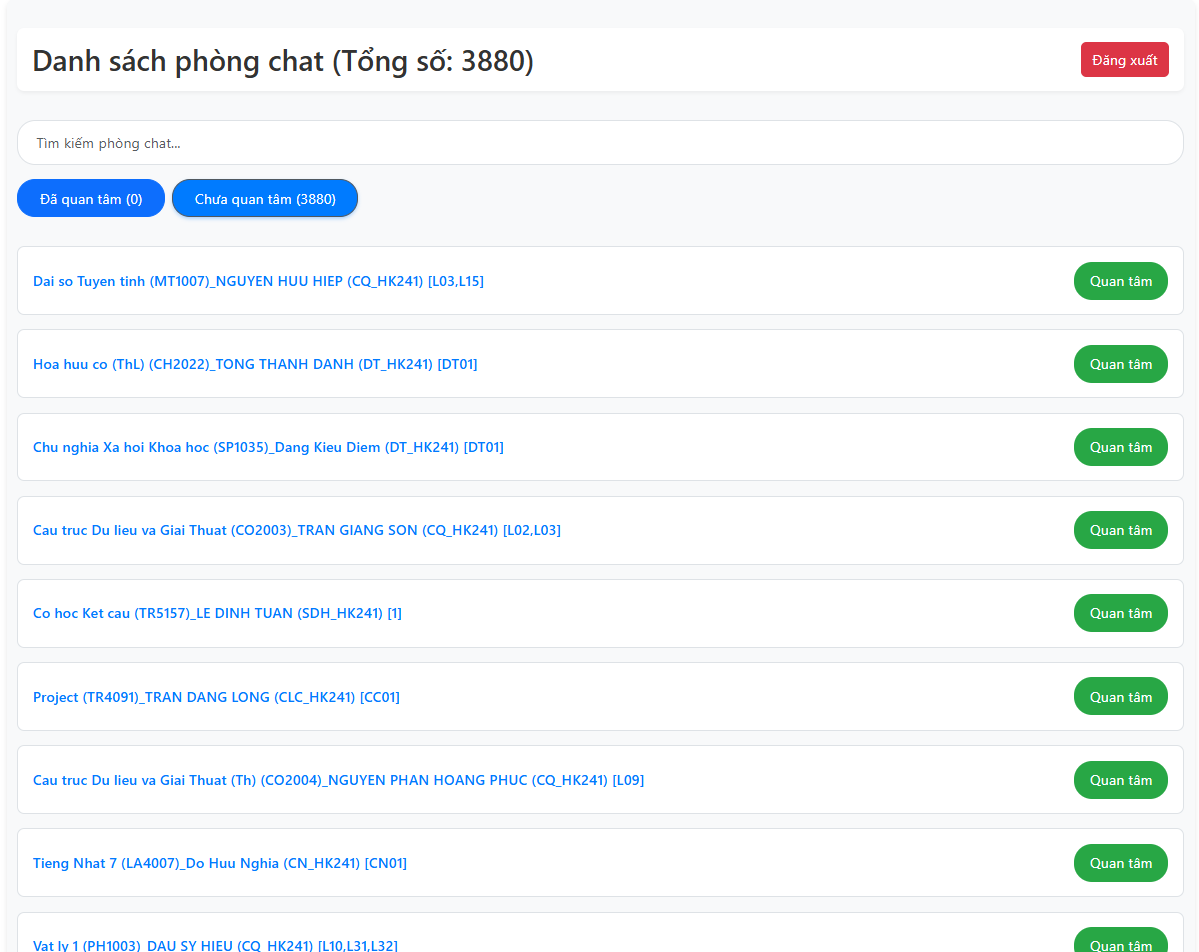 Danh sách phòng chat (Tổng số: 3880)
Đăng xuất
Tìm kiếm phòng chat...
Đã quan tâm (0)
Chưa quan tâm (3880)
Dai so Tuyen tinh (MT1007)_NGUYEN HUU HIEP (CQ_HK241) [L03,L15]
Quan tâm
Hoa huu co (ThL) (CH2022)_TONG THANH DANH (DT_HK241) [DT01]
Quan tâm
Chu nghia Xa hoi Khoa hoc (SP1035)_Dang Kieu Diem (DT_HK241) [DT01]
Quan tâm
Cau truc Du lieu va Giai Thuat (CO2003)_TRAN GIANG SON (CQ_HK241) [L02,L03]
Quan tâm
Co hoc Ket cau (TR5157)_LE DINH TUAN (SDH_HK241) [1]
Quan tâm
Project (TR4091)_TRAN DANG LONG (CLC_HK241) [CC01]
Quan tâm
Cau truc Du lieu va Giai Thuat (Th) (CO2004)_NGUYEN PHAN HOANG PHUC (CQ_HK241) [L09]
Quan tâm
Tieng Nhat 7 (LA4007)_Do Huu Nghia (CN_HK241) [CN01]
Quan tâm
Vat ly 1 (PH1003)_DAU SY HIEU (CQ_HK241) [L10,L31,L32]
Quan tâm